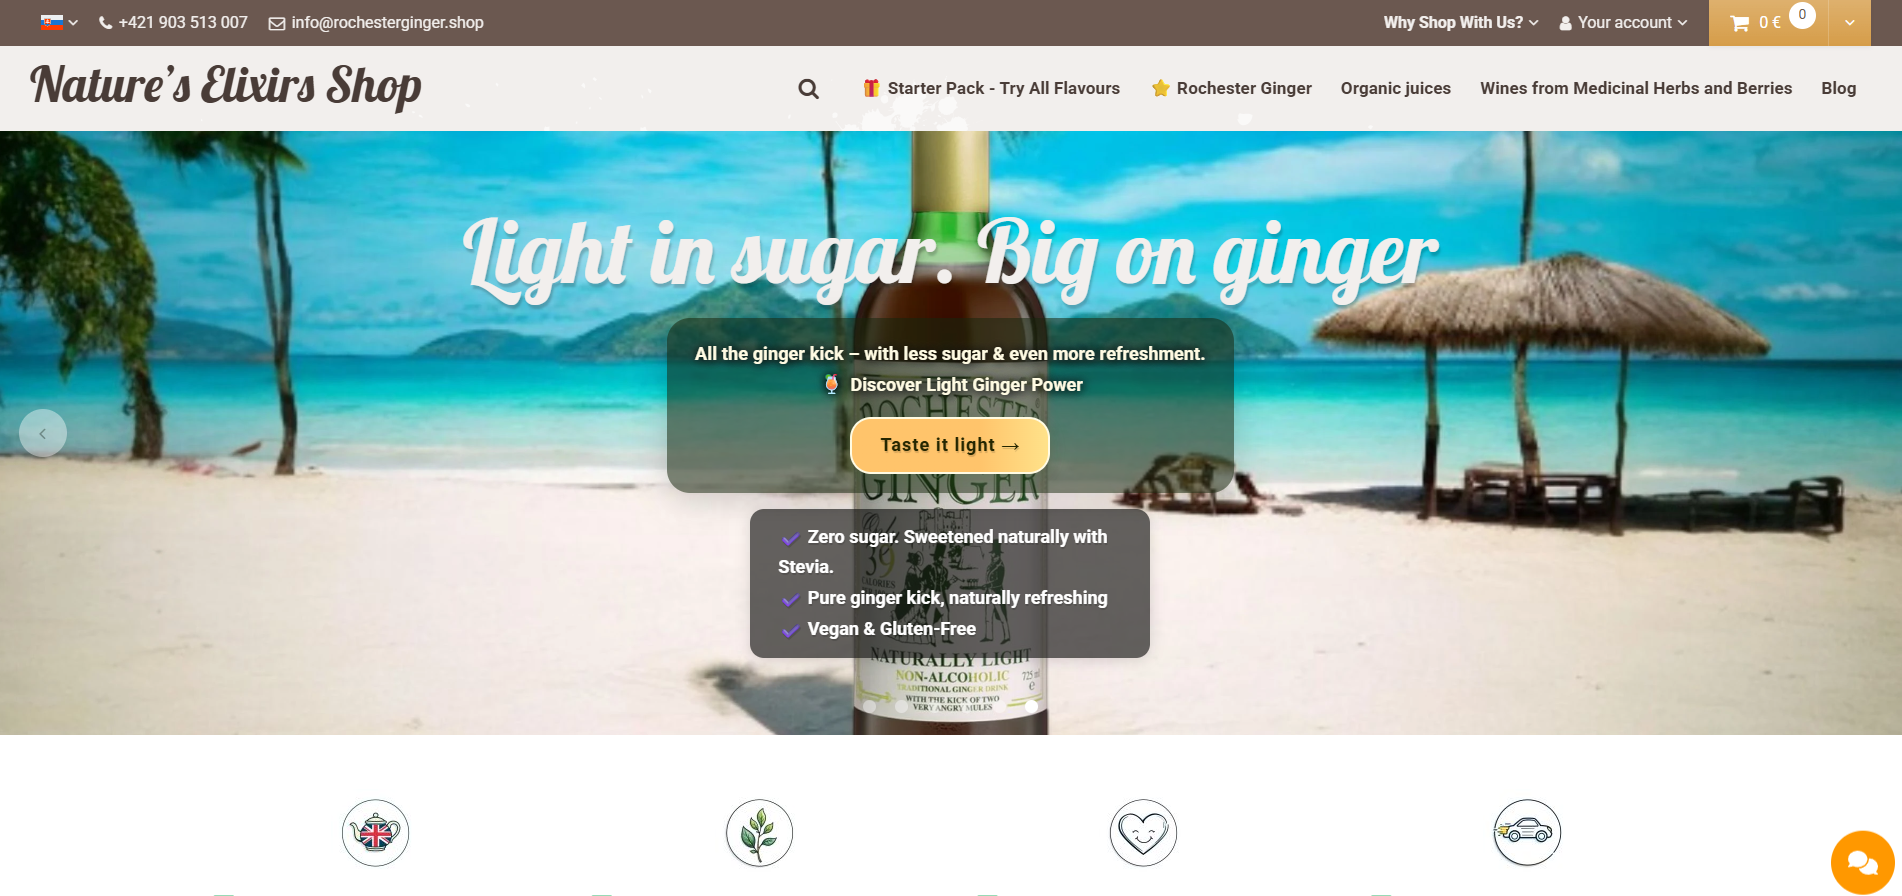 +421 903 513 007
info@rochesterginger.shop
Why Shop With Us?
Your account
0 €
0
Nature's Elixirs Shop
Starter Pack - Try All Flavours
Rochester Ginger
Organic juices
Wines from Medicinal Herbs and Berries
Blog
Light in sugar. Big on ginger
All the ginger kick – with less sugar & even more refreshment.
Discover Light Ginger Power
ROCHESTER
Taste it light →
GINGER
Zero sugar. Sweetened naturally with
Stevia.
39
CALORIES
Pure ginger kick, naturally refreshing
Vegan & Gluten-Free
NATURALLY LIGHT
NON-ALCOHOLIC
725 ml
e
TRADITIONAL GINGER DRINK
WITH THE KICK OF TWO
VERY ANGRY MULES